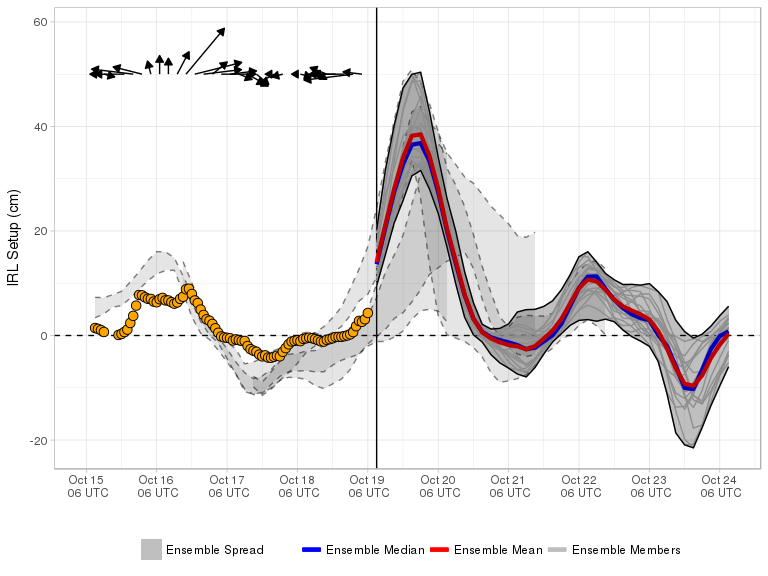 IRL Setup (cm)
60
40
20
0
-20
Oct 15 Oct 16 Oct 17 Oct 18 Oct 19 Oct 20 Oct 21 Oct 22 Oct 23 Oct 24
06 UTC 06 UTC 06 UTC 06 UTC 06 UTC 06 UTC 06 UTC 06 UTC 06 UTC 06 UTC
Ensemble Spread Ensemble Median Ensemble Mean Ensemble Members